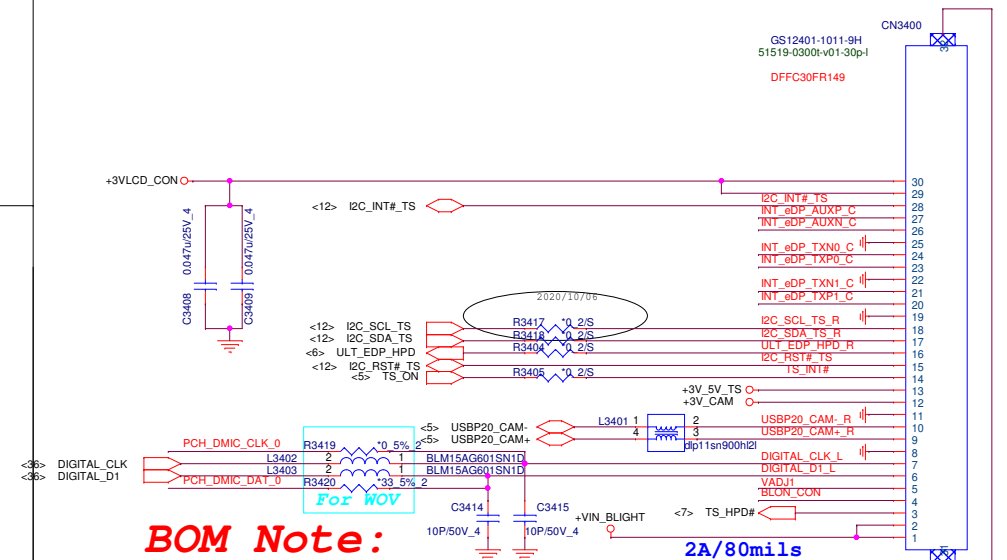 CN3400
GS12401-1011-9H
51519-0300t-v01-30p-l
DFFC30FR149
+3VLCD_CON
30
29
<12> I2C_INT#_TS
I2C_INT#_TS
28
INT_eDP_AUXP_C
27
INT_eDP_AUXN_C
26
25
INT_eDP_TXN0_C
24
INT_eDP_TXP0_C
23
22
INT_eDP_TXN1_C
21
INT_eDP_TXP1_C
20
19
C3408
0.047u/25V_4
C3409
0.047u/25V_4
2020/10/06
<12> I2C_SCL_TS
R3417
*0_2/S
I2C_SCL_TS_R
18
<12> I2C_SDA_TS
R3418
*0_2/S
I2C_SDA_TS_R
17
<6> ULT_EDP_HPD
R3404
*0_2/S
ULT_EDP_HPD_R
16
<12> I2C_RST#_TS
I2C_RST#_TS
15
<5> TS_ON
R3405
*0_2/S
TS_INT#
14
+3V_5V_TS
13
+3V_CAM
12
11
<5> USBP20_CAM-
L3401
1
2
USBP20_CAM-_R
10
<5> USBP20_CAM+
4
3
USBP20_CAM+_R
9
dlp11sn900hl2l
8
PCH_DMIC_CLK_0
R3419
*0_5%_2
<36> DIGITAL_CLK
L3402
2
1
BLM15AG601SN1D
DIGITAL_CLK_L
7
<36> DIGITAL_D1
L3403
2
1
BLM15AG601SN1D
DIGITAL_D1_L
6
PCH_DMIC_DAT_0
R3420
*33_5%_2
VADJ1
5
For WOV
BLON_CON
4
C3414
10P/50V_4
C3415
10P/50V_4
<7> TS_HPD#
3
+VIN_BLIGHT
2
1
BOM Note:
2A/80mils
31